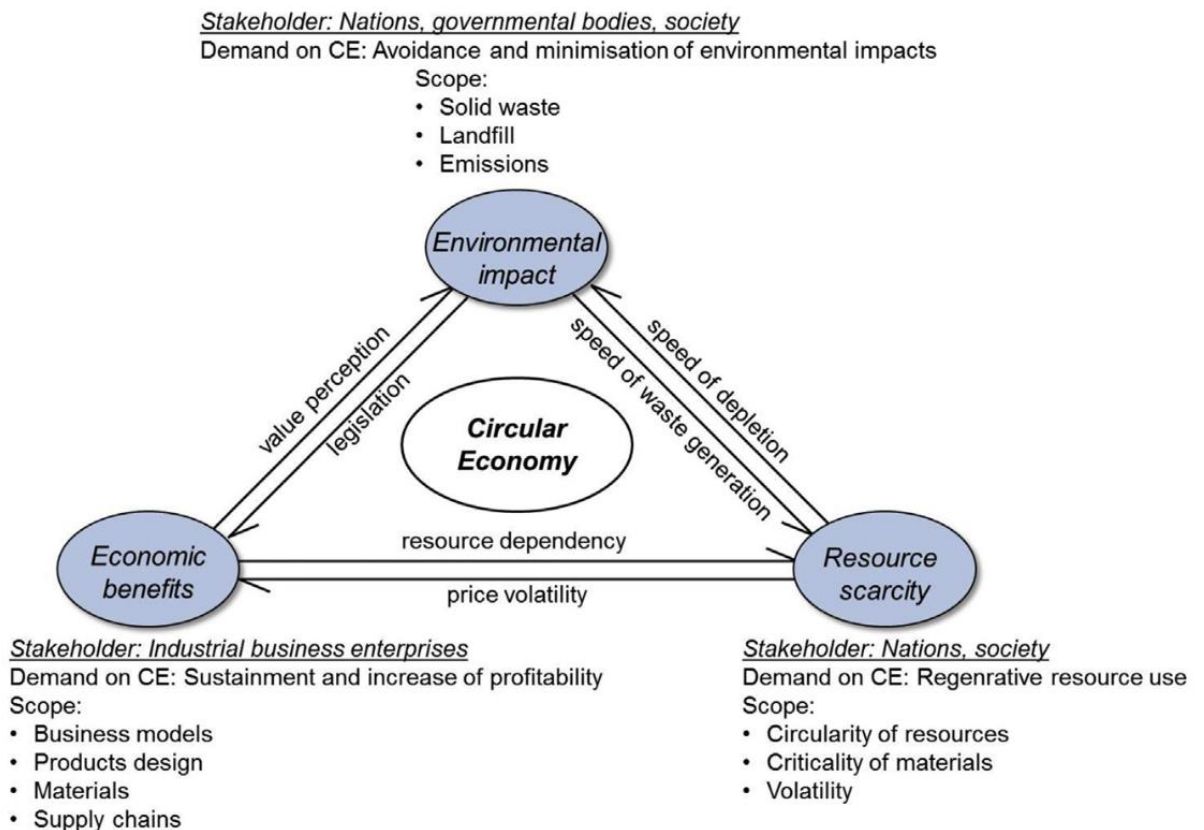 Stakeholder: Nations, governmental bodies, society
Demand on CE: Avoidance and minimisation of environmental impacts
Scope:
• Solid waste
• Landfill
• Emissions
Environmental
impact
value perception
legislation
speed of waste generation
speed of depletion
Circular
Economy
resource dependency
price volatility
Economic
benefits
Resource
scarcity
Stakeholder: Industrial business enterprises
Demand on CE: Sustainment and increase of profitability
Scope:
• Business models
• Products design
• Materials
• Supply chains
Stakeholder: Nations, society
Demand on CE: Regenrative resource use
Scope:
• Circularity of resources
• Criticality of materials
• Volatility